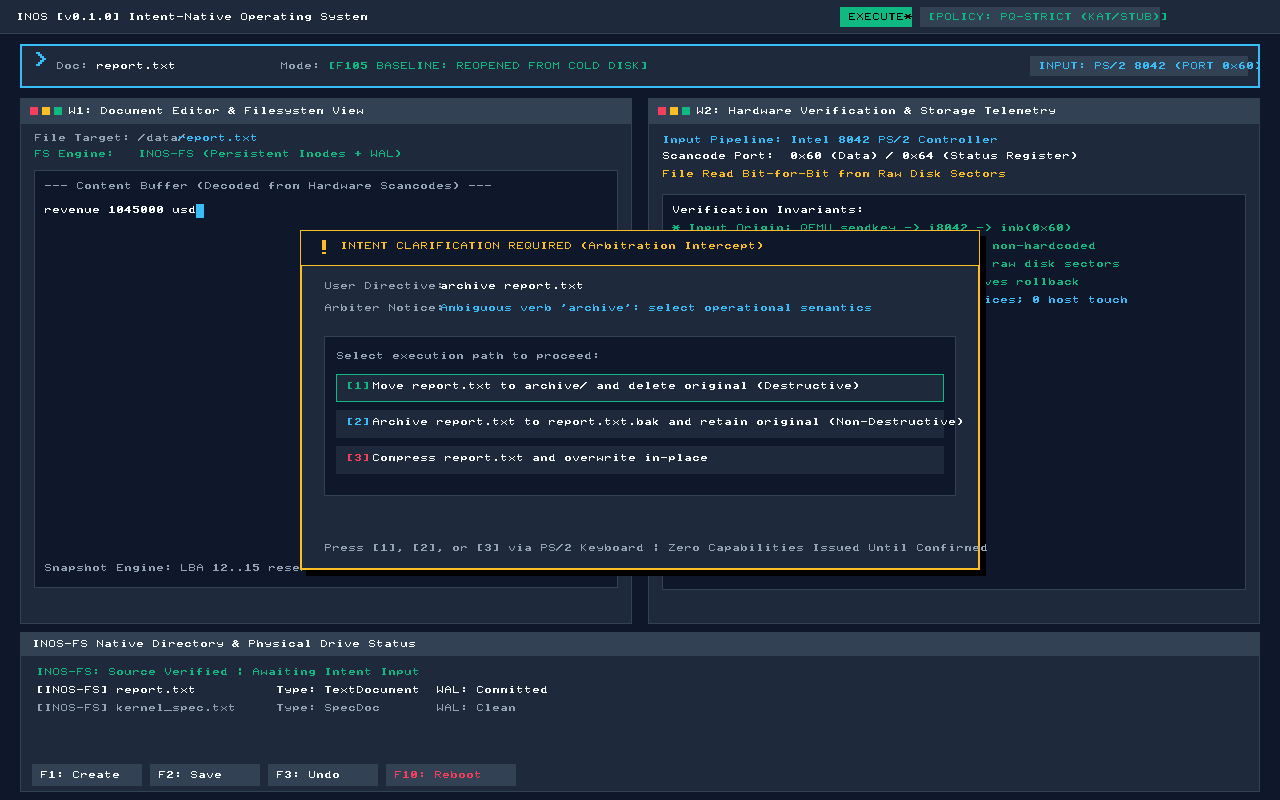 INOS [v0.1.0] Intent-Native Operating System
EXECUTE* [POLICY: PQ-STRICT (KAT/STUB)]
Doc: report.txt Mode: [F105 BASELINE: REOPENED FROM COLD DISK] INPUT: PS/2 8042 (PORT 0x60)
W1: Document Editor & Filesystem View
File Target: /data/report.txt
FS Engine: INOS-FS (Persistent Inodes + WAL)
--- Content Buffer (Decoded from Hardware Scancodes) ---
revenue 1045000 usd
Snapshot Engine: LBA 12..15
W2: Hardware Verification & Storage Telemetry
Input Pipeline: Intel 8042 PS/2 Controller
Scancode Port: 0x60 (Data) / 0x64 (Status Register)
File Read Bit-for-Bit from Raw Disk Sectors
Verification Invariants:
* Input Origin: QEMU sendkey -> i8042 -> inb(0x60)
non-hardcoded
raw disk sectors
rollback
; 0 host touch
! INTENT CLARIFICATION REQUIRED (Arbitration Intercept)
User Directive: archive report.txt
Arbiter Notice: Ambiguous verb 'archive': select operational semantics
Select execution path to proceed:
[1] Move report.txt to archive/ and delete original (Destructive)
[2] Archive report.txt to report.txt.bak and retain original (Non-Destructive)
[3] Compress report.txt and overwrite in-place
Press [1], [2], or [3] via PS/2 Keyboard ¦ Zero Capabilities Issued Until Confirmed
INOS-FS Native Directory & Physical Drive Status
INOS-FS: Source Verified ¦ Awaiting Intent Input
[INOS-FS] report.txt Type: TextDocument WAL: Committed
[INOS-FS] kernel_spec.txt Type: SpecDoc WAL: Clean
F1: Create F2: Save F3: Undo F10: Reboot